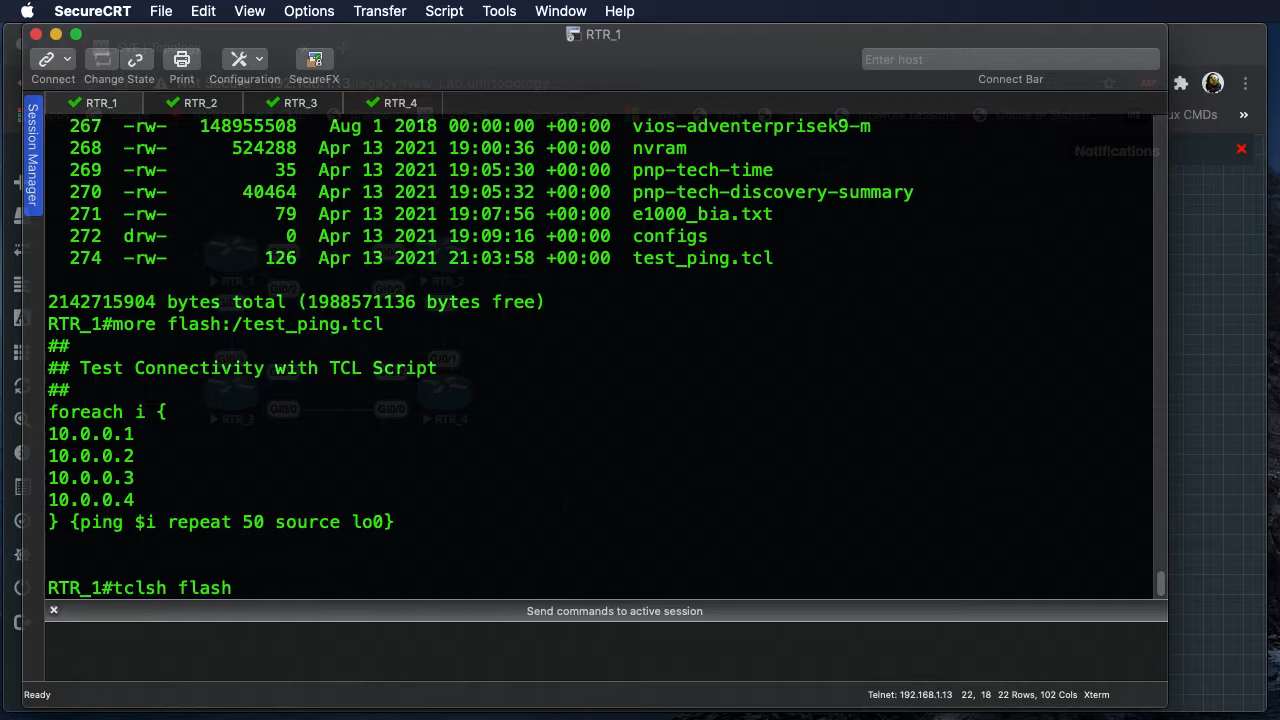 SecureCRT File Edit View Options Transfer Script Tools Window Help
RTR_1
Enter host
Connect Change State Print Configuration SecureFX Connect Bar
RTR_1 RTR_2 RTR_3 RTR_4
Session Manager
Notifications
267 -rw- 148955508 Aug 1 2018 00:00:00 +00:00 vios-adventerprisek9-m
268 -rw- 524288 Apr 13 2021 19:00:36 +00:00 nvram
269 -rw- 35 Apr 13 2021 19:05:30 +00:00 pnp-tech-time
270 -rw- 40464 Apr 13 2021 19:05:32 +00:00 pnp-tech-discovery-summary
271 -rw- 79 Apr 13 2021 19:07:56 +00:00 e1000_bia.txt
272 drw- 0 Apr 13 2021 19:09:16 +00:00 configs
274 -rw- 126 Apr 13 2021 21:03:58 +00:00 test_ping.tcl
2142715904 bytes total (1988571136 bytes free)
RTR_1#more flash:/test_ping.tcl
##
## Test Connectivity with TCL Script
##
foreach i {
10.0.0.1
10.0.0.2
10.0.0.3
10.0.0.4
} {ping $i repeat 50 source lo0}
RTR_1#tclsh flash
Send commands to active session
Ready Telnet: 192.168.1.13 22, 18 22 Rows, 102 Cols Xterm